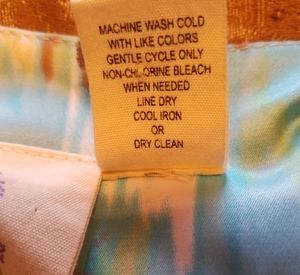 MACHINE WASH COLD
WITH LIKE COLORS
GENTLE CYCLE ONLY
NON-CHLORINE BLEACH
WHEN NEEDED
LINE DRY
COOL IRON
OR
DRY CLEAN